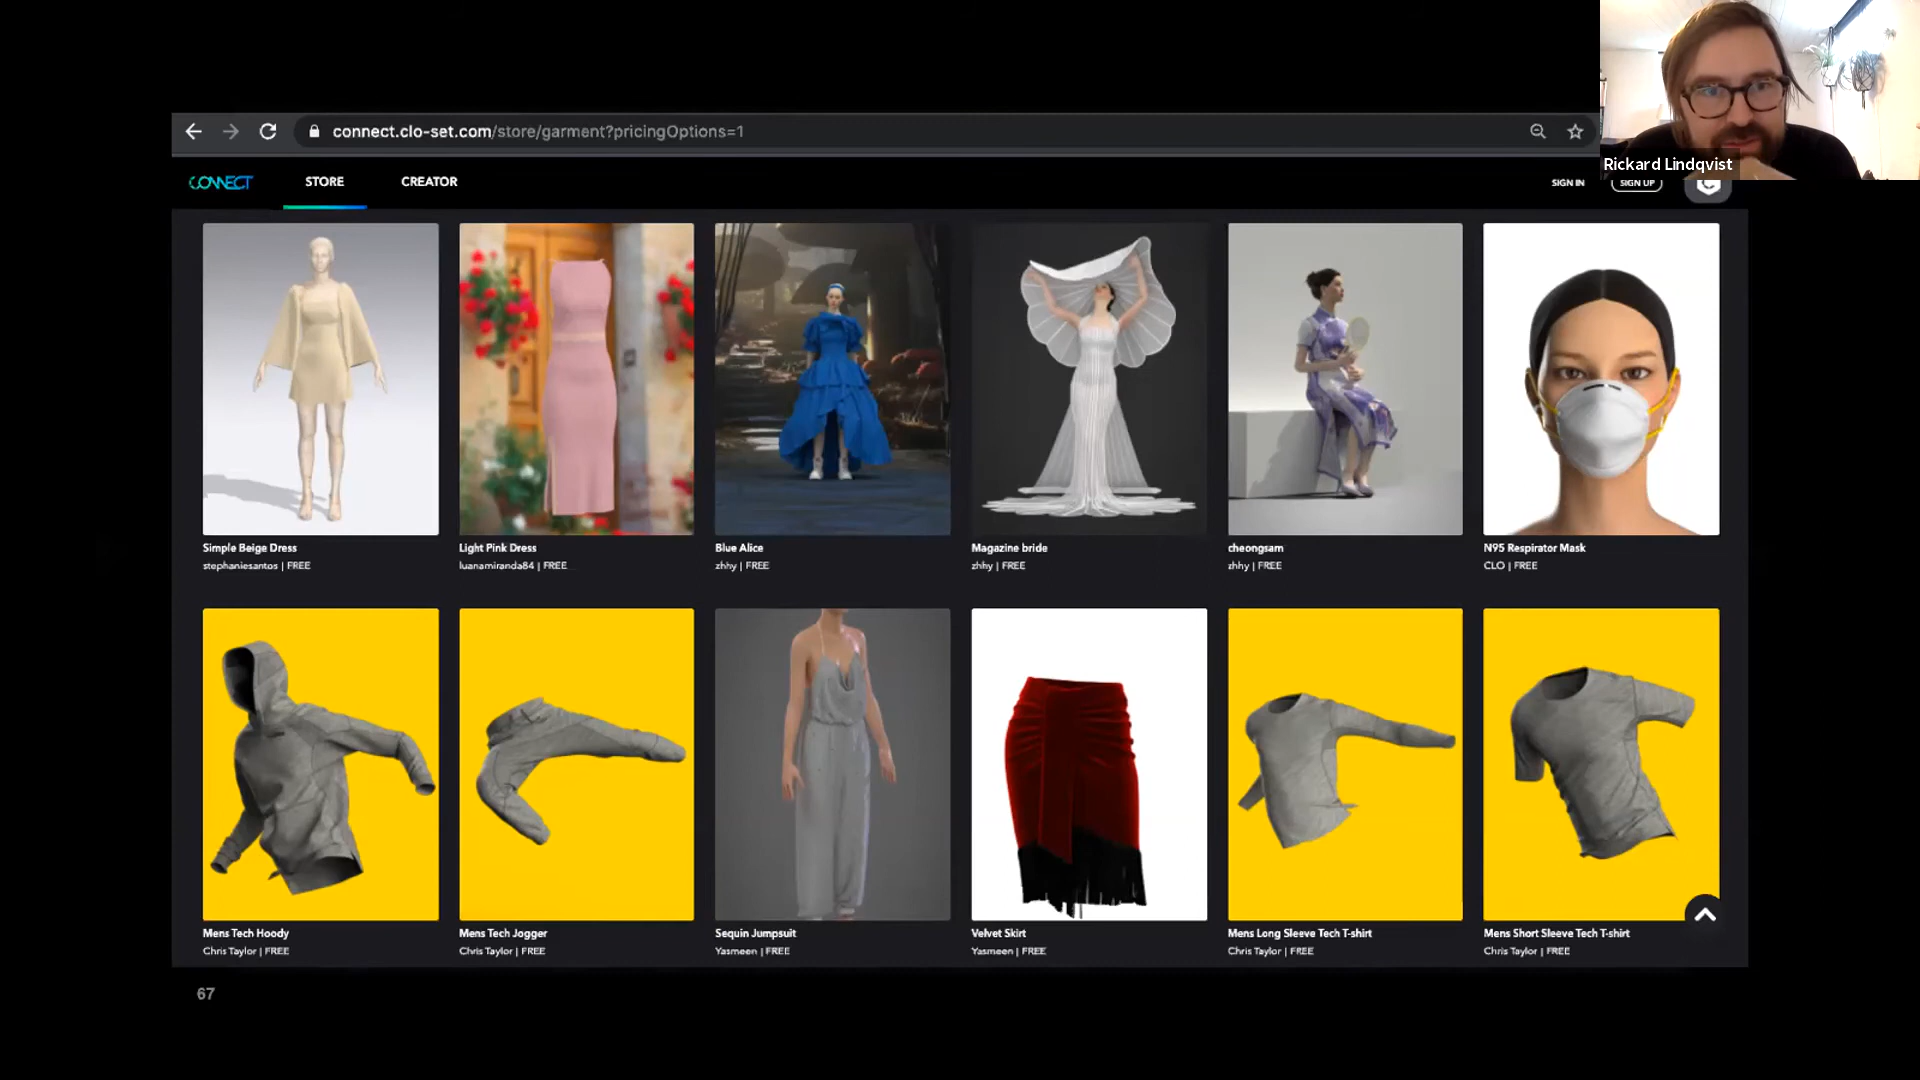 connect.clo-set.com/store/garment?pricingOptions=1
Rickard Lindqvist
CONNECT
STORE
CREATOR
SIGN IN
SIGN UP
Simple Beige Dress
stephaniesantos | FREE
Light Pink Dress
luanamiranda84 | FREE
Blue Alice
zhhy | FREE
Magazine bride
zhhy | FREE
cheongsam
zhhy | FREE
N95 Respirator Mask
CLO | FREE
Mens Tech Hoody
Chris Taylor | FREE
Mens Tech Jogger
Chris Taylor | FREE
Sequin Jumpsuit
Yasmeen | FREE
Velvet Skirt
Yasmeen | FREE
Mens Long Sleeve Tech T-shirt
Chris Taylor | FREE
Mens Short Sleeve Tech T-shirt
Chris Taylor | FREE
67